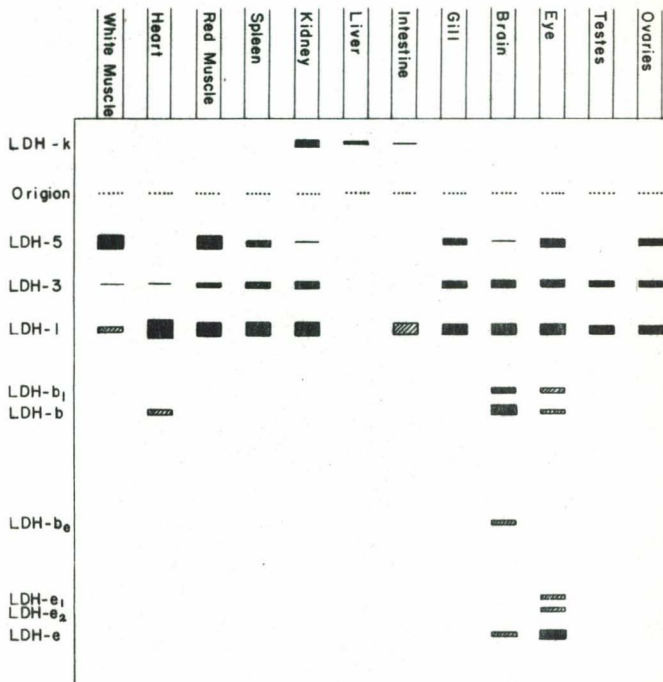 White Muscle
Heart
Red Muscle
Spleen
Kidney
Liver
Intestine
Gill
Brain
Eye
Testes
Ovaries
LDH-k
Origion
LDH-5
LDH-3
LDH-1
LDH-b₁
LDH-b
LDH-bₑ
LDH-e₁
LDH-e₂
LDH-e